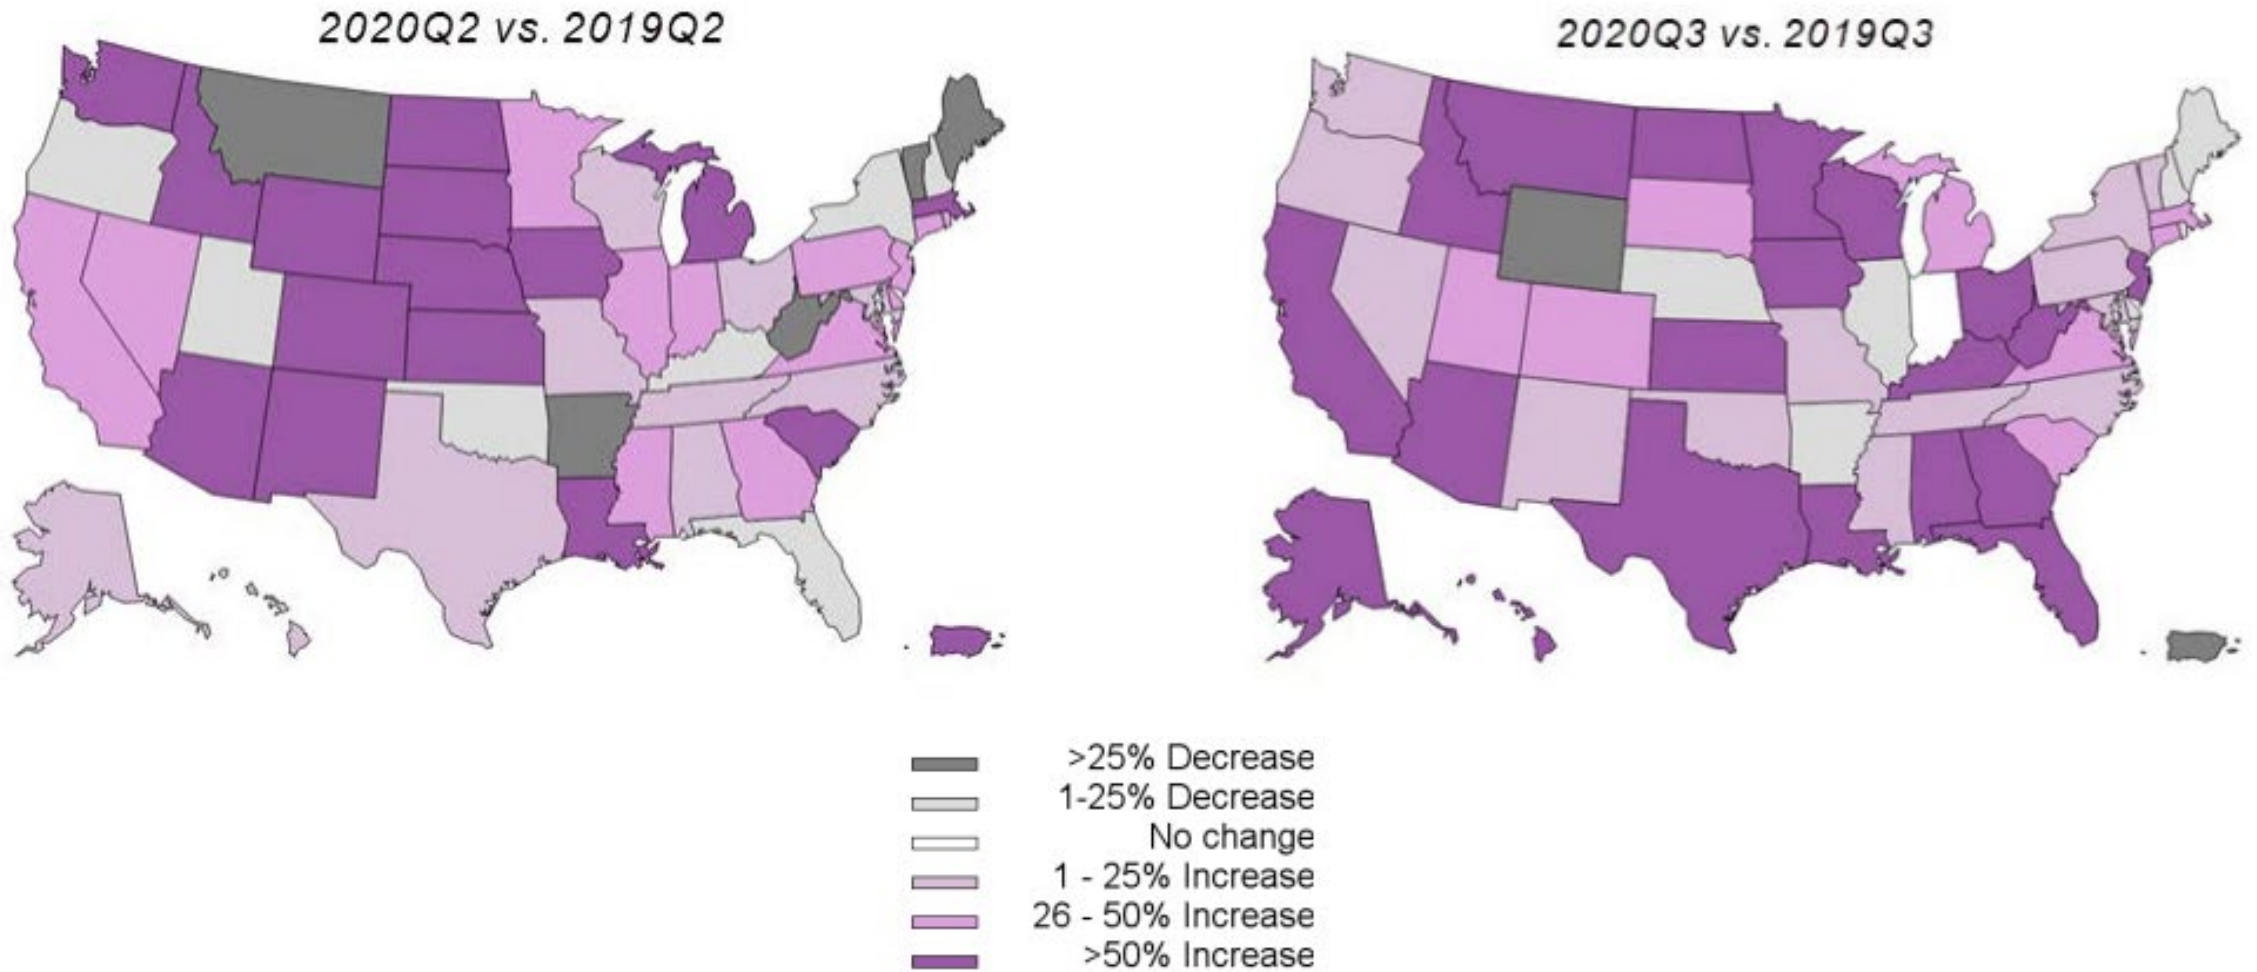 2020Q2 vs. 2019Q2
2020Q3 vs. 2019Q3
>25% Decrease
1-25% Decrease
No change
1 - 25% Increase
26 - 50% Increase
>50% Increase